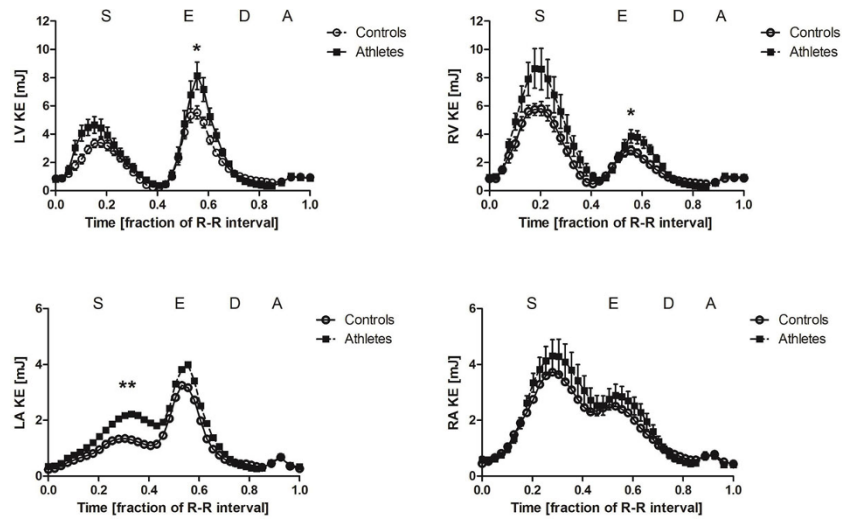 S E D A
LV KE [mJ]
14
12
10
8
6
4
2
0
*
Controls
Athletes
0.0 0.2 0.4 0.6 0.8 1.0
Time [fraction of R-R interval]
S E D A
RV KE [mJ]
12
10
8
6
4
2
0
*
Controls
Athletes
0.0 0.2 0.4 0.6 0.8 1.0
Time [fraction of R-R interval]
S E D A
LA KE [mJ]
6
4
2
0
**
Controls
Athletes
0.0 0.2 0.4 0.6 0.8 1.0
Time [fraction of R-R interval]
S E D A
RA KE [mJ]
6
4
2
0
Controls
Athletes
0.0 0.2 0.4 0.6 0.8 1.0
Time [fraction of R-R interval]